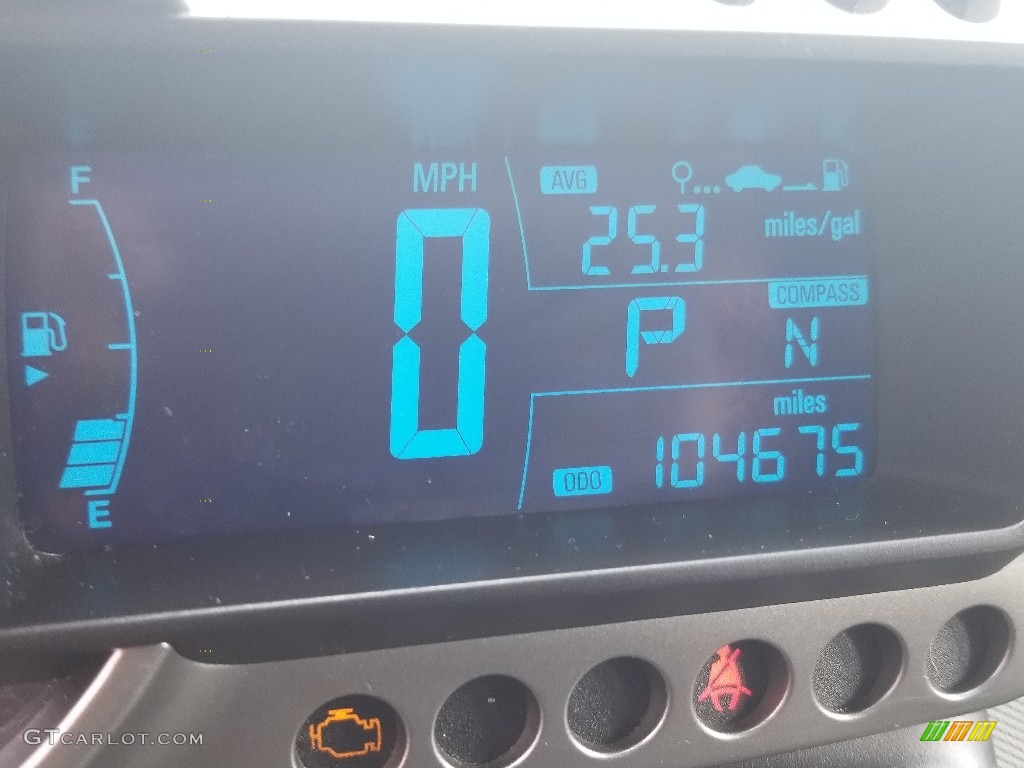 F
MPH
AVG
25.3
miles/gal
0
COMPASS
P
N
miles
ODO
104675
E
GTCARLOT.COM